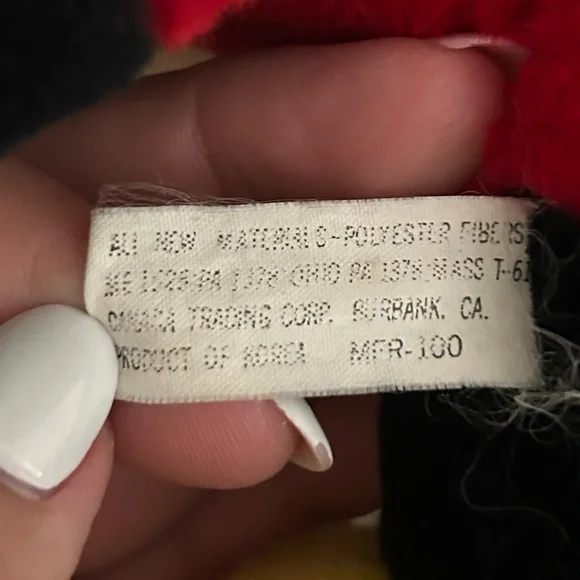 ALL NEW MATERIALS-POLYESTER FIBERS
ME 1525 PA 1378 OHIO PA 1378 MASS T-61
TRADING CORP. BURBANK, CA.
PRODUCT OF KOREA MFR-100